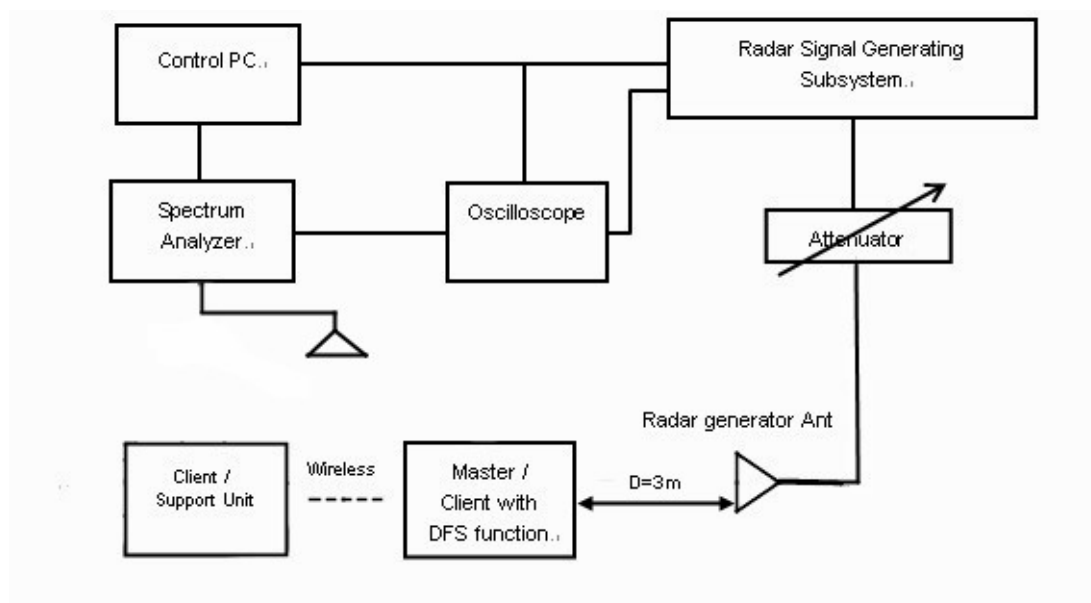 Control PC.
Radar Signal Generating
Subsystem.
Spectrum
Analyzer.
Oscilloscope
Attenuator
Radar generator Ant
Client /
Support Unit
Wireless
Master /
Client with
DFS function.
D=3m